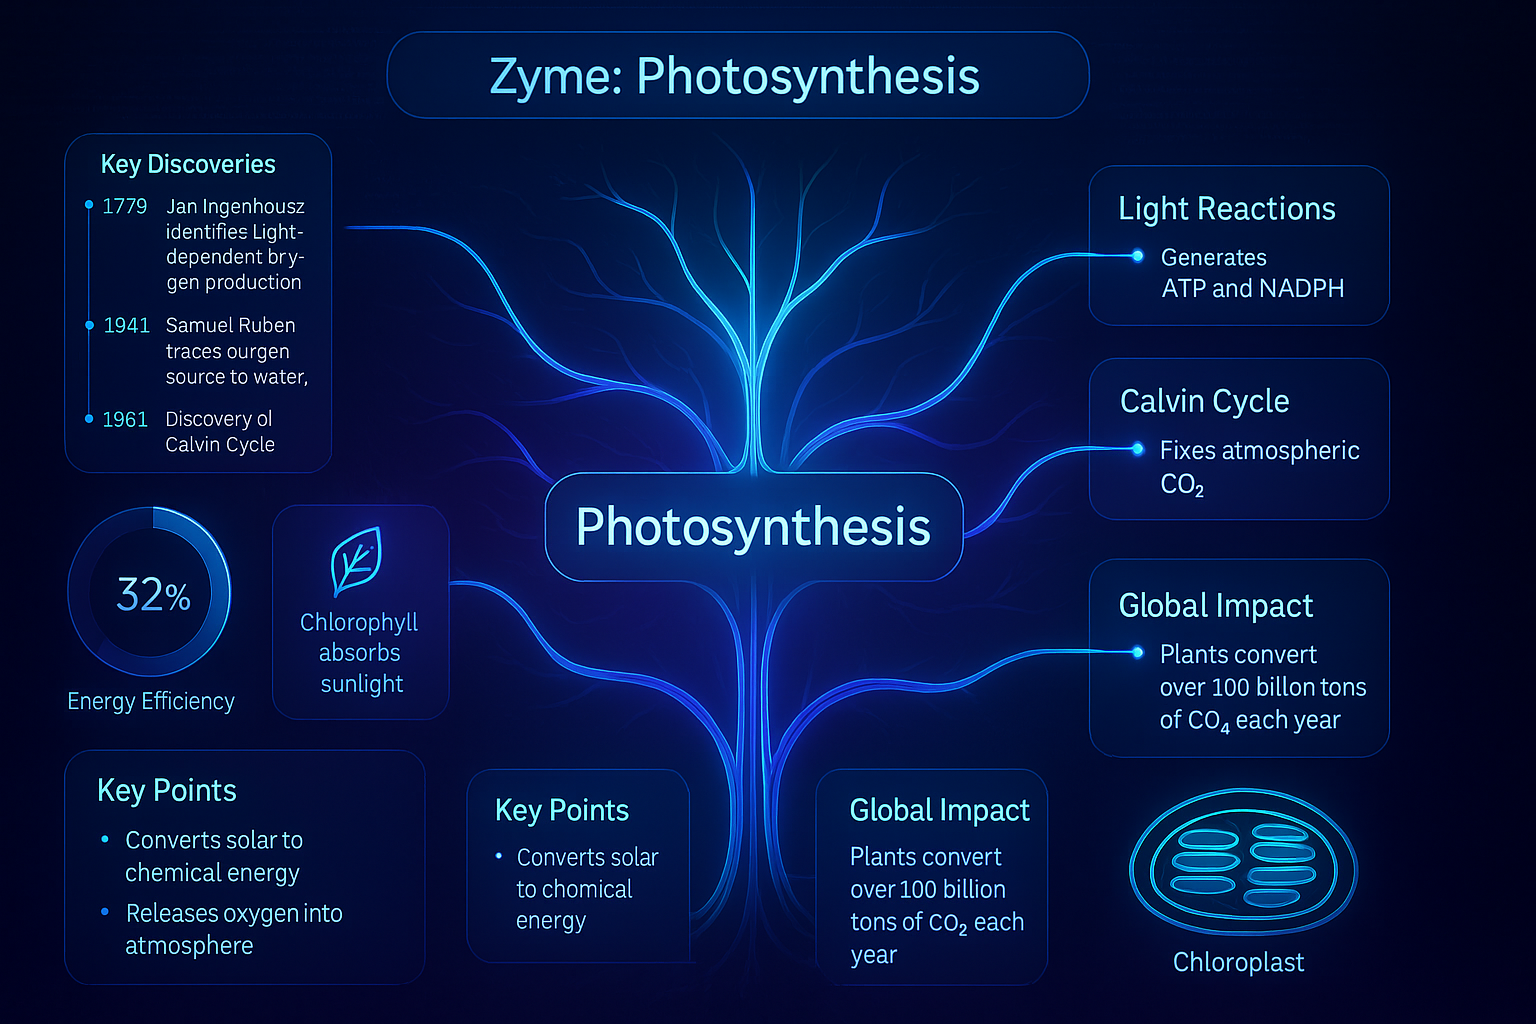 Zyme: Photosynthesis
Key Discoveries
1779 Jan Ingenhousz
identifies Light-
dependent bry-
gen production
1941 Samuel Ruben
traces ourgen
source to water,
1961 Discovery ol
Calvin Cycle
Light Reactions
Generates
ATP and NADPH
Calvin Cycle
Fixes atmospheric
CO₂
Photosynthesis
32%
Energy Efficiency
Chlorophyll
absorbs
sunlight
Global Impact
Plants convert
over 100 billon tons
of CO₄ each year
Key Points
• Converts solar to
chemical energy
• Releases oxygen into
atmosphere
Key Points
• Converts solar
to chomical
energy
Global Impact
Plants convert
over 100 billion
tons of CO₂ each
year
Chloroplast